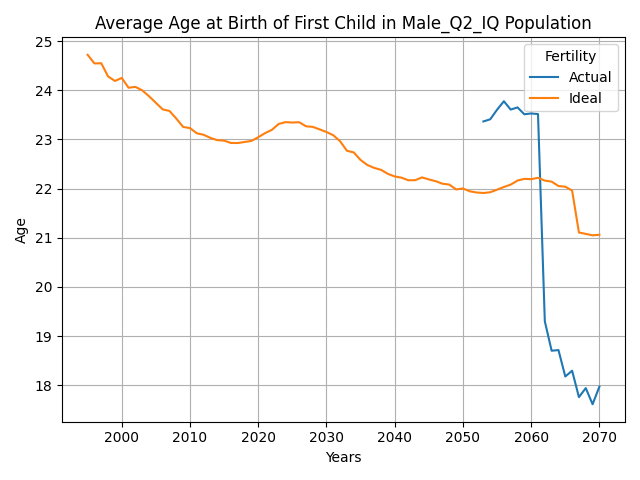 Average Age at Birth of First Child in Male_Q2_IQ Population
Fertility
Actual
Ideal
Age
25
24
23
22
21
20
19
18
2000 2010 2020 2030 2040 2050 2060 2070
Years